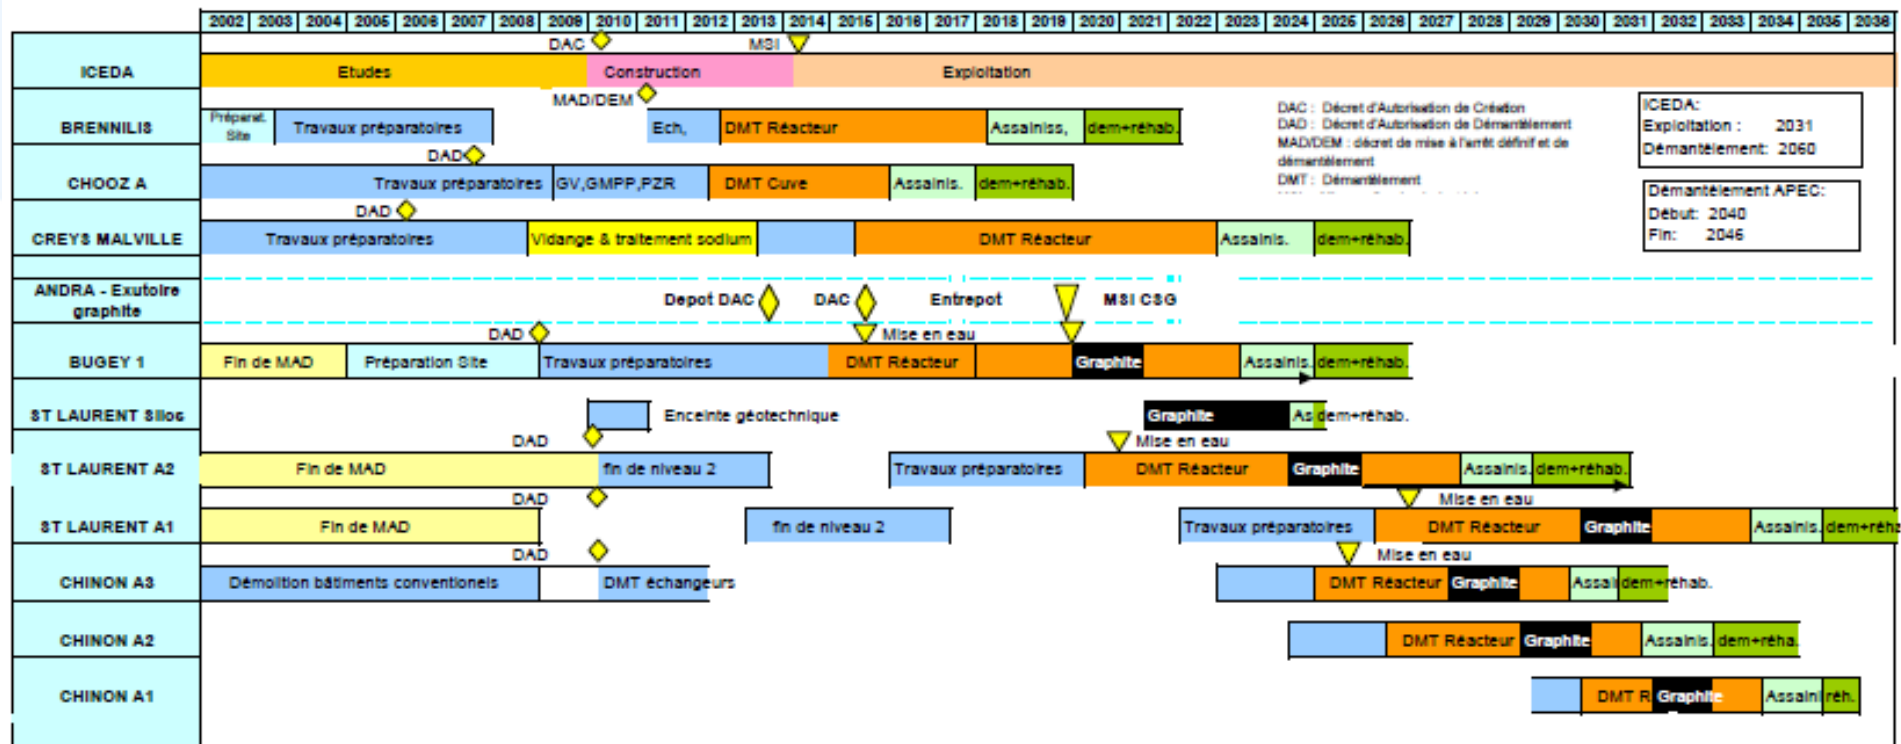 2002 2003 2004 2005 2006 2007 2008 2009 2010 2011 2012 2013 2014 2015 2016 2017 2018 2019 2020 2021 2022 2023 2024 2025 2026 2027 2028 2029 2030 2031 2032 2033 2034 2035 2036
DAC MSI
ICEDA Etudes Construction Exploitation
MAD/DEM
BRENNILIS Préparat. Site Travaux préparatoires Ech, DMT Réacteur Assainiss, dem+réhab.
DAC : Décret d'Autorisation de Création
DAD : Décret d'Autorisation de Démantèlement
MAD/DEM : décret de mise à l'arrêt définif et de
démantèlement
DMT : Démantèlement
ICEDA:
Exploitation : 2031
Démantèlement: 2060
DAD
CHOOZ A Travaux préparatoires GV,GMPP,PZR DMT Cuve Assainis. dem+réhab.
Démantèlement APEC:
Début: 2040
Fin: 2046
DAD
CREYS MALVILLE Travaux préparatoires Vidange & traitement sodium DMT Réacteur Assainis. dem+réhab.
ANDRA - Exutoire
graphite
Depot DAC DAC Entrepot MSI CSG
DAD Mise en eau
BUGEY 1 Fin de MAD Préparation Site Travaux préparatoires DMT Réacteur Graphite Assainis. dem+réhab.
ST LAURENT Silos Enceinte géotechnique Graphite As dem+réhab.
DAD Mise en eau
ST LAURENT A2 Fin de MAD fin de niveau 2 Travaux préparatoires DMT Réacteur Graphite Assainis. dem+réhab.
DAD Mise en eau
ST LAURENT A1 Fin de MAD fin de niveau 2 Travaux préparatoires DMT Réacteur Graphite Assainis. dem+réha
DAD Mise en eau
CHINON A3 Démolition bâtiments conventionels DMT échangeurs DMT Réacteur Graphite Assai dem+réhab.
CHINON A2 DMT Réacteur Graphite Assainis. dem+réha.
CHINON A1 DMT R Graphite Assaini réh.